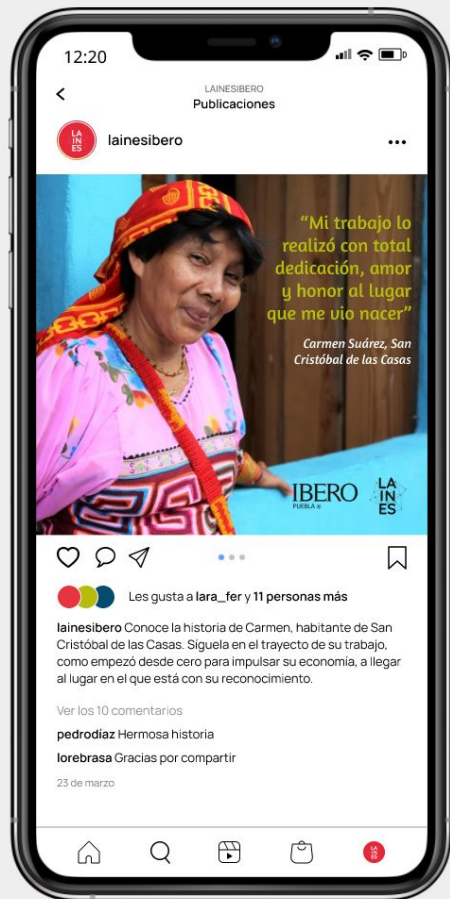 12:20
LAINESIBERO
Publicaciones
LA
IN
ES
lainesibero
“Mi trabajo lo
realizó con total
dedicación, amor
y honor al lugar
que me vio nacer”
Carmen Suárez, San
Cristóbal de las Casas
IBERO
PUEBLA ®
LA
IN
ES
Les gusta a lara_fer y 11 personas más
lainesibero Conoce la historia de Carmen, habitante de San
Cristóbal de las Casas. Síguela en el trayecto de su trabajo,
como empezó desde cero para impulsar su economía, a llegar
al lugar en el que está con su reconocimiento.
Ver los 10 comentarios
pedrodíaz Hermosa historia
lorebrasa Gracias por compartir
23 de marzo
LA
IN
ES